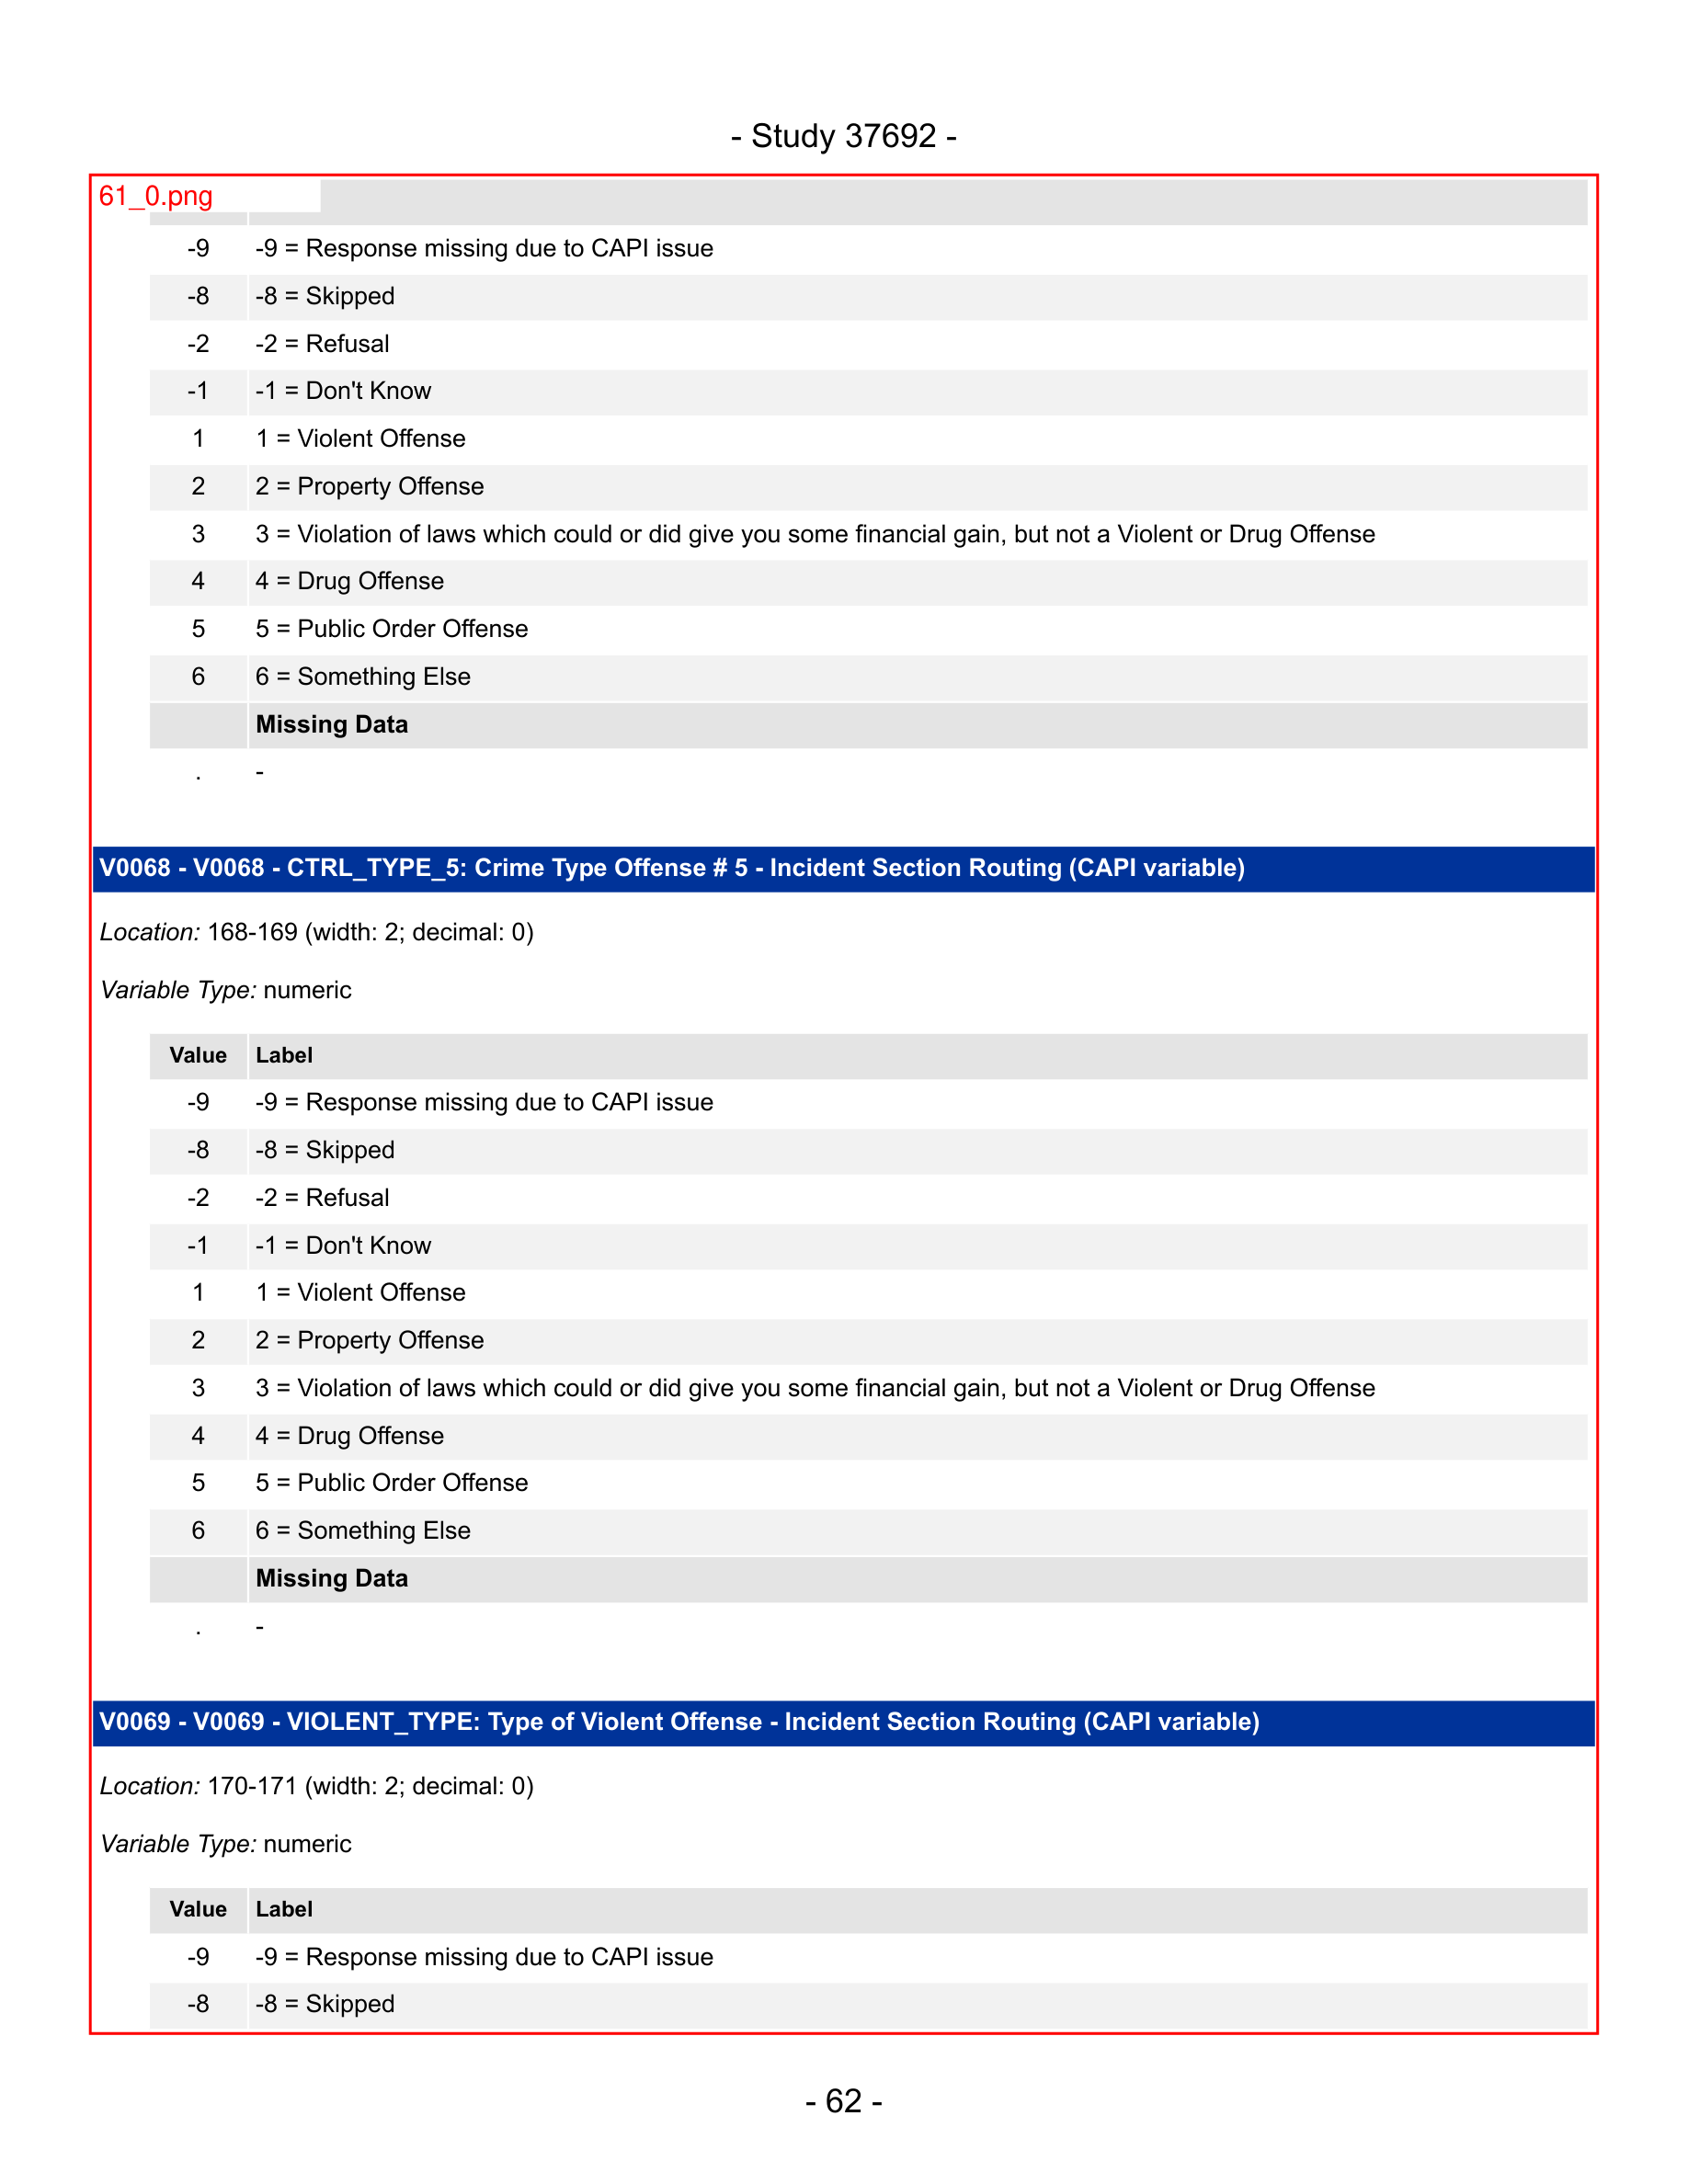 - Study 37692 -
61_0.png
-9 -9 = Response missing due to CAPI issue
-8 -8 = Skipped
-2 -2 = Refusal
-1 -1 = Don't Know
1 1 = Violent Offense
2 2 = Property Offense
3 3 = Violation of laws which could or did give you some financial gain, but not a Violent or Drug Offense
4 4 = Drug Offense
5 5 = Public Order Offense
6 6 = Something Else
Missing Data
. -
V0068 - V0068 - CTRL_TYPE_5: Crime Type Offense # 5 - Incident Section Routing (CAPI variable)
Location: 168-169 (width: 2; decimal: 0)
Variable Type: numeric
Value Label
-9 -9 = Response missing due to CAPI issue
-8 -8 = Skipped
-2 -2 = Refusal
-1 -1 = Don't Know
1 1 = Violent Offense
2 2 = Property Offense
3 3 = Violation of laws which could or did give you some financial gain, but not a Violent or Drug Offense
4 4 = Drug Offense
5 5 = Public Order Offense
6 6 = Something Else
Missing Data
. -
V0069 - V0069 - VIOLENT_TYPE: Type of Violent Offense - Incident Section Routing (CAPI variable)
Location: 170-171 (width: 2; decimal: 0)
Variable Type: numeric
Value Label
-9 -9 = Response missing due to CAPI issue
-8 -8 = Skipped
- 62 -